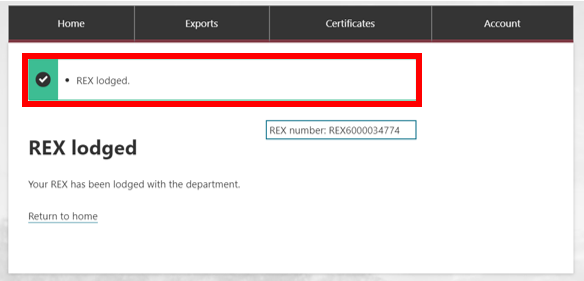 Home Exports Certificates Account
REX lodged.
REX number: REX6000034774
REX lodged
Your REX has been lodged with the department.
Return to home